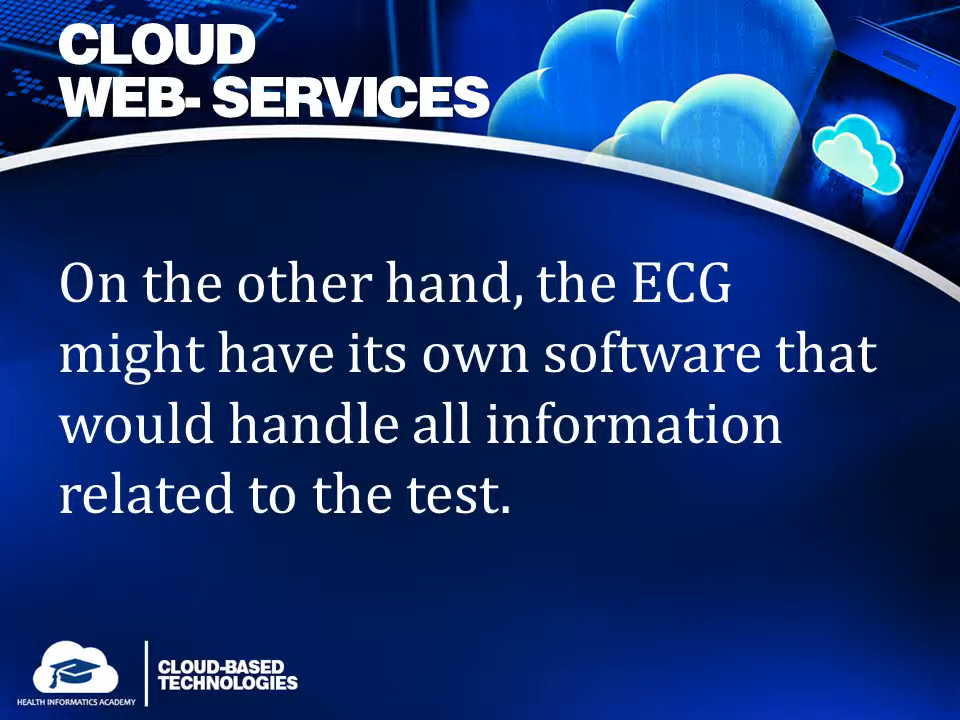 CLOUD
WEB- SERVICES
On the other hand, the ECG
might have its own software that
would handle all information
related to the test.
HEALTH INFORMATICS ACADEMY
CLOUD-BASED
TECHNOLOGIES